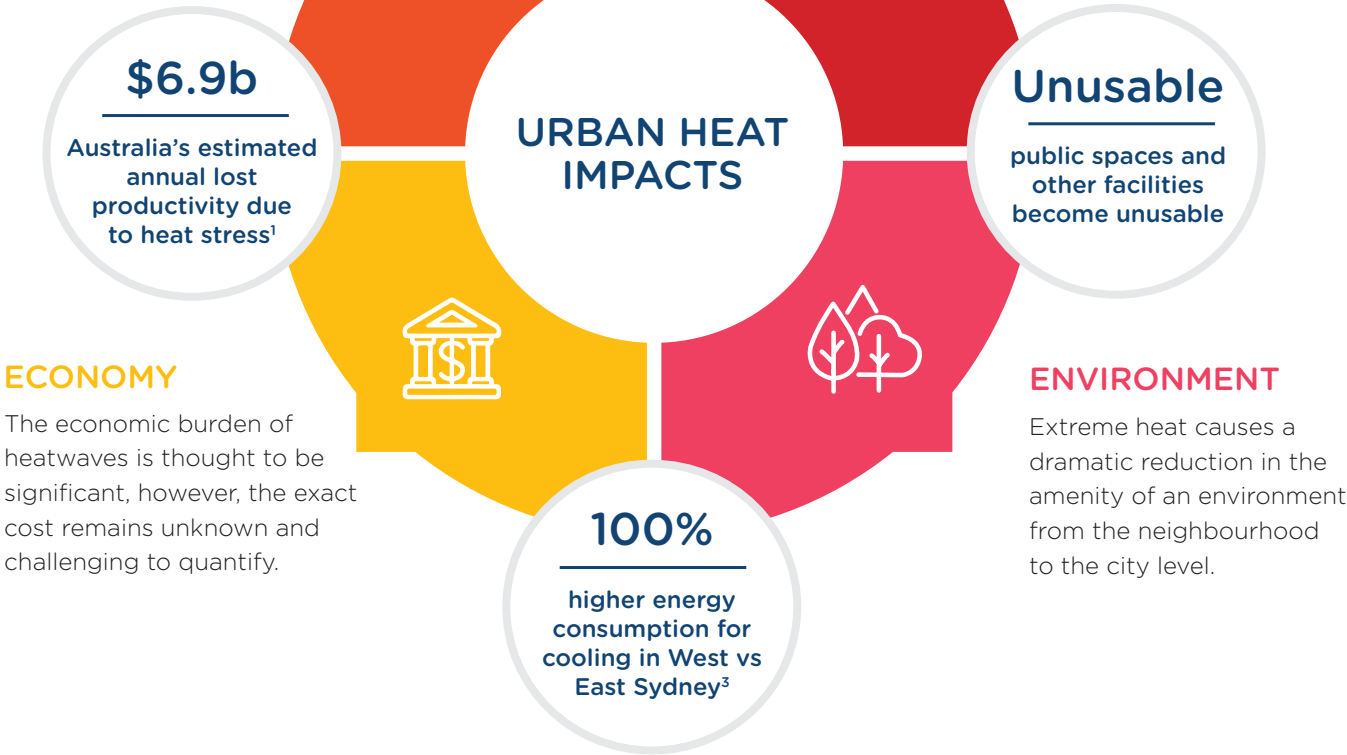 $6.9b
Australia's estimated
annual lost
productivity due
to heat stress¹
URBAN HEAT
IMPACTS
Unusable
public spaces and
other facilities
become unusable
ECONOMY
The economic burden of
heatwaves is thought to be
significant, however, the exact
cost remains unknown and
challenging to quantify.
$
ENVIRONMENT
Extreme heat causes a
dramatic reduction in the
amenity of an environment
from the neighbourhood
to the city level.
100%
higher energy
consumption for
cooling in West vs
East Sydney³